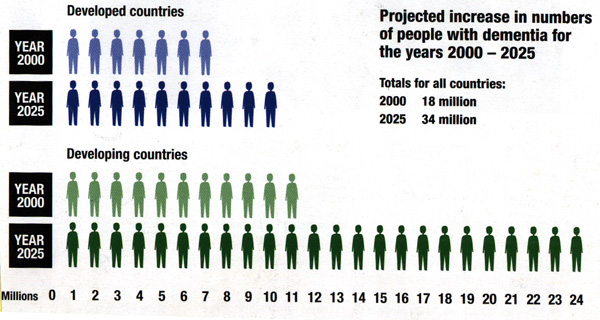 Developed countries
YEAR
2000
YEAR
2025
Projected increase in numbers
of people with dementia for
the years 2000 – 2025
Totals for all countries:
2000 18 million
2025 34 million
Developing countries
YEAR
2000
YEAR
2025
Millions 0 1 2 3 4 5 6 7 8 9 10 11 12 13 14 15 16 17 18 19 20 21 22 23 24